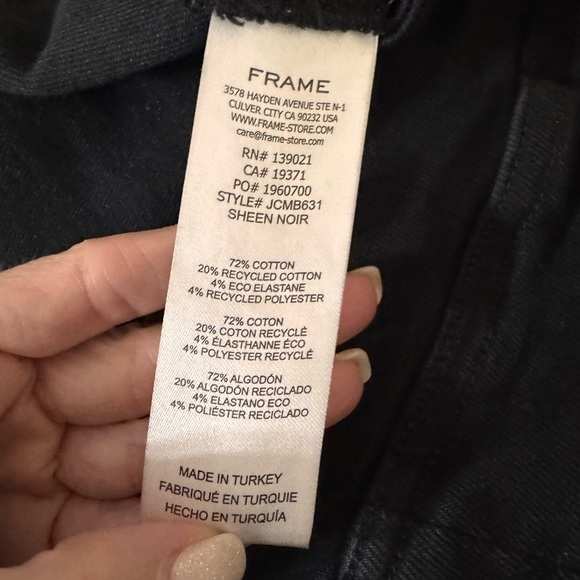 FRAME
3578 HAYDEN AVENUE STE N-1
CULVER CITY CA 90232 USA
WWW.FRAME-STORE.COM
care@frame-store.com
RN# 139021
CA# 19371
PO# 1960700
STYLE# JCMB631
SHEEN NOIR
72% COTTON
20% RECYCLED COTTON
4% ECO ELASTANE
4% RECYCLED POLYESTER
72% COTON
20% COTON RECYCLÉ
4% ÉLASTHANNE ÉCO
4% POLYESTER RECYCLÉ
72% ALGODÓN
20% ALGODÓN RECICLADO
4% ELASTANO ECO
4% POLIÉSTER RECICLADO
MADE IN TURKEY
FABRIQUÉ EN TURQUIE
HECHO EN TURQUÍA